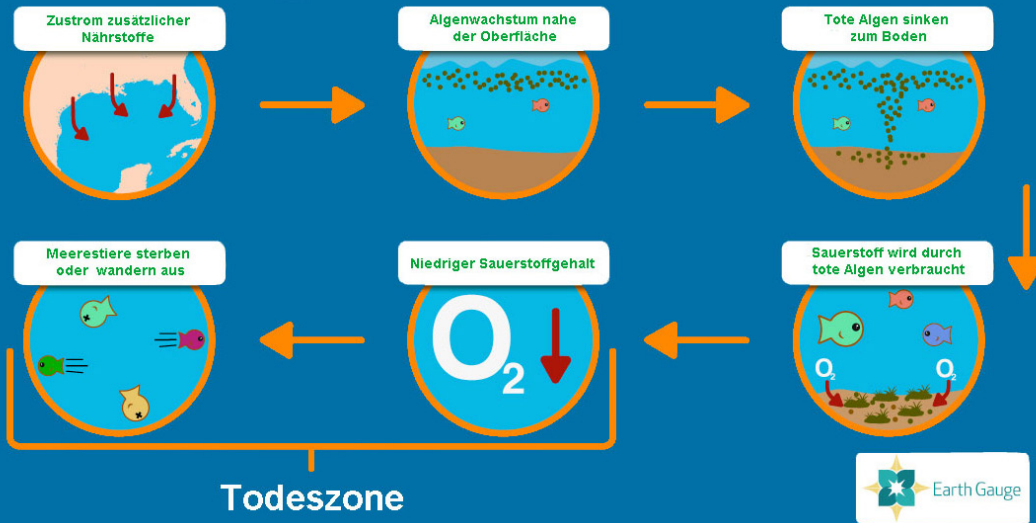 Zustrom zusätzlicher
Nährstoffe
Algenwachstum nahe
der Oberfläche
Tote Algen sinken
zum Boden
Sauerstoff wird durch
tote Algen verbraucht
O2
O2
Niedriger Sauerstoffgehalt
O2
Meerestiere sterben
oder wandern aus
Todeszone
Earth Gauge